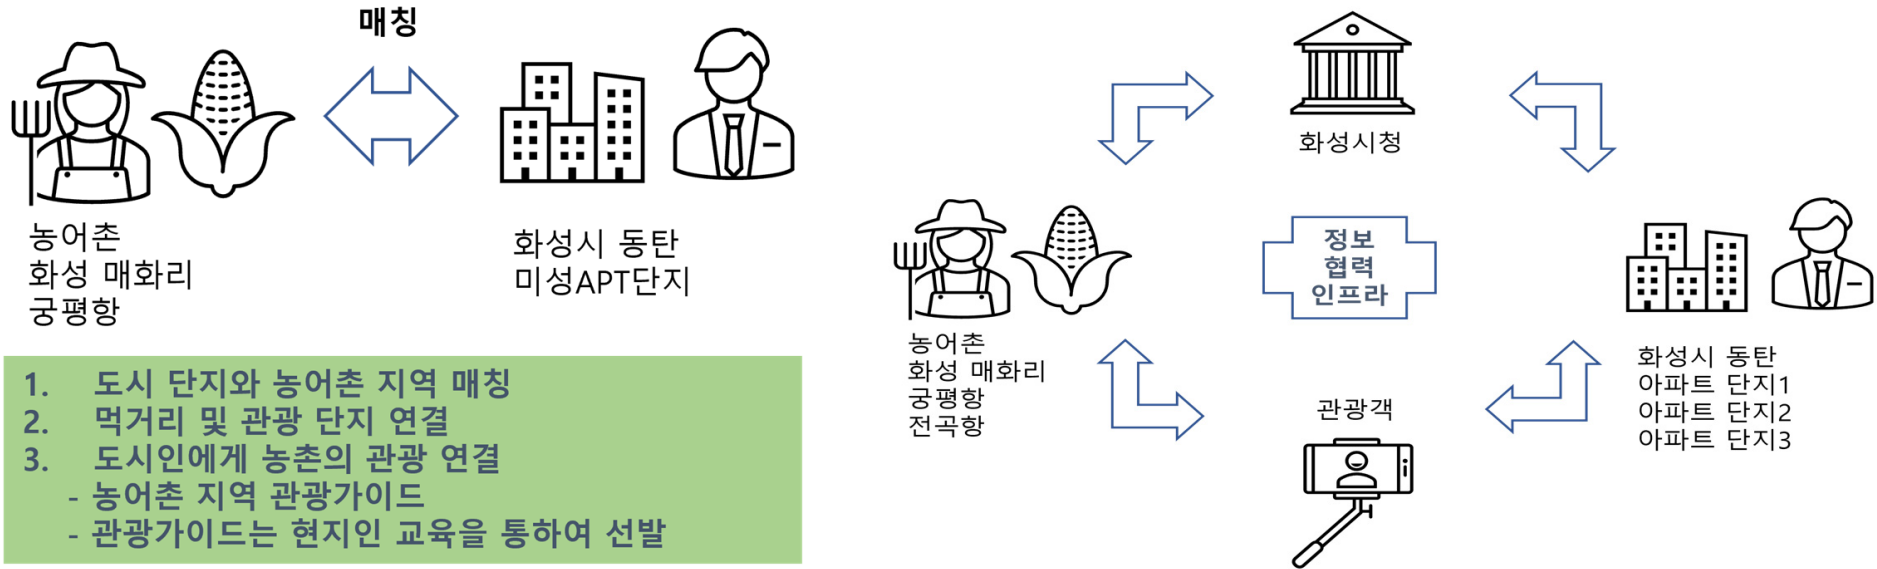 매칭
농어촌
화성 매화리
궁평항
화성시 동탄
미성APT단지
1. 도시 단지와 농어촌 지역 매칭
2. 먹거리 및 관광 단지 연결
3. 도시인에게 농촌의 관광 연결
- 농어촌 지역 관광가이드
- 관광가이드는 현지인 교육을 통하여 선발
화성시청
정보
협력
인프라
농어촌
화성 매화리
궁평항
전곡항
관광객
화성시 동탄
아파트 단지1
아파트 단지2
아파트 단지3